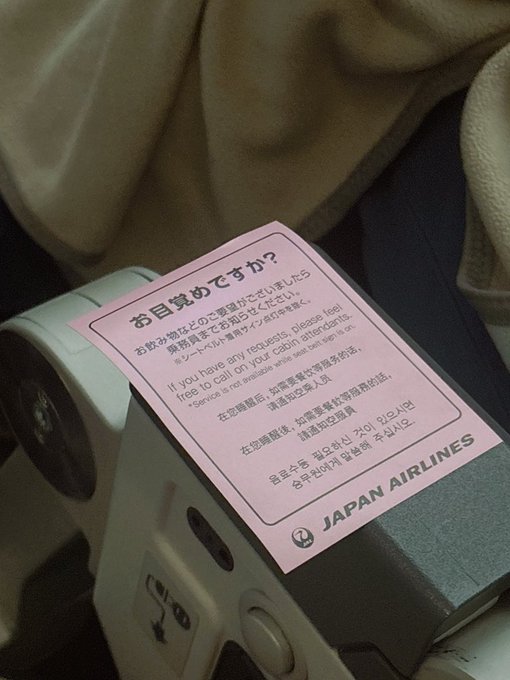 お目覚めですか？
お飲み物などのご要望がございましたら
乗務員までお知らせください。
※シートベルト着用サイン点灯中を除く。
If you have any requests, please feel
free to call on your cabin attendants.
*Service is not available while seat belt sign is on.
在您睡醒后，如需要餐饮等服务的话，
请通知空乘人员
在您睡醒後，如需要餐飲等服務的話，
請通知空服員
음료수등 필요하신 것이 있으시면
승무원에게 말씀해 주십시오.
JAL JAPAN AIRLINES